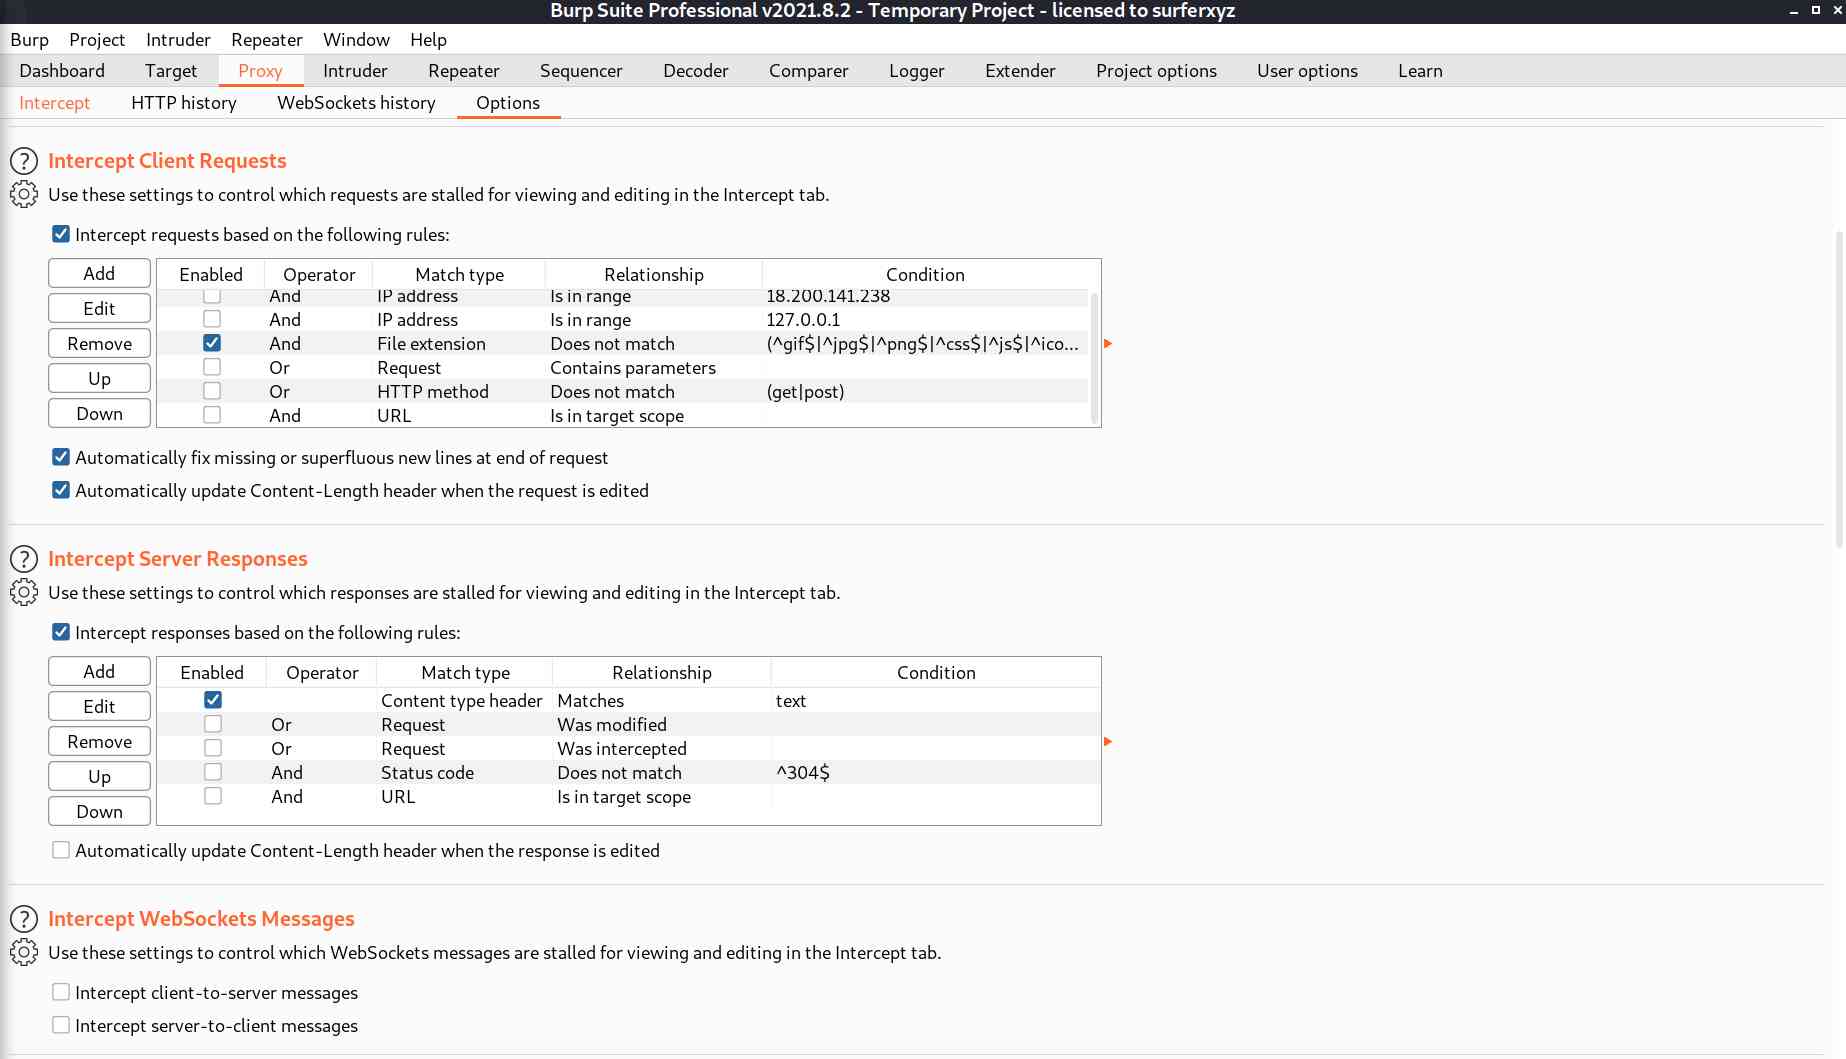 Burp Suite Professional v2021.8.2 - Temporary Project - licensed to surferxyz
Burp Project Intruder Repeater Window Help
Dashboard Target Proxy Intruder Repeater Sequencer Decoder Comparer Logger Extender Project options User options Learn
Intercept HTTP history WebSockets history Options
? Intercept Client Requests
Use these settings to control which requests are stalled for viewing and editing in the Intercept tab.
Intercept requests based on the following rules:
Add
Edit
Remove
Up
Down
Enabled Operator Match type Relationship Condition
And IP address Is in range 18.200.141.238
And IP address Is in range 127.0.0.1
And File extension Does not match (^gif$|^jpg$|^png$|^css$|^js$|^ico...
Or Request Contains parameters
Or HTTP method Does not match (get|post)
And URL Is in target scope
Automatically fix missing or superfluous new lines at end of request
Automatically update Content-Length header when the request is edited
? Intercept Server Responses
Use these settings to control which responses are stalled for viewing and editing in the Intercept tab.
Intercept responses based on the following rules:
Add
Edit
Remove
Up
Down
Enabled Operator Match type Relationship Condition
Content type header Matches text
Or Request Was modified
Or Request Was intercepted
And Status code Does not match ^304$
And URL Is in target scope
Automatically update Content-Length header when the response is edited
? Intercept WebSockets Messages
Use these settings to control which WebSockets messages are stalled for viewing and editing in the Intercept tab.
Intercept client-to-server messages
Intercept server-to-client messages